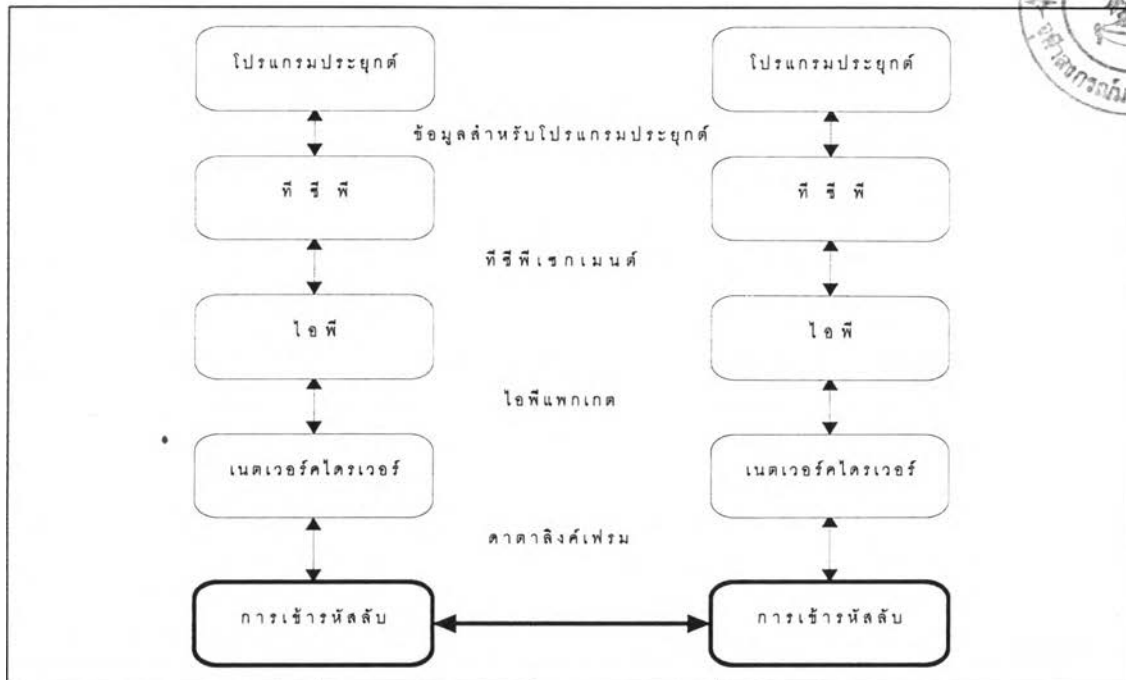 โปรแกรมประยุกต์ โปรแกรมประยุกต์
ข้อมูลสำหรับโปรแกรมประยุกต์
ที ซี พี ที ซี พี
ทีซีพีเซกเมนต์
ไอพี ไอพี
ไอพีแพกเกต
เนตเวอร์คไดรเวอร์ เนตเวอร์คไดรเวอร์
ดาตาลิงค์เฟรม
การเข้ารหัสลับ การเข้ารหัสลับ